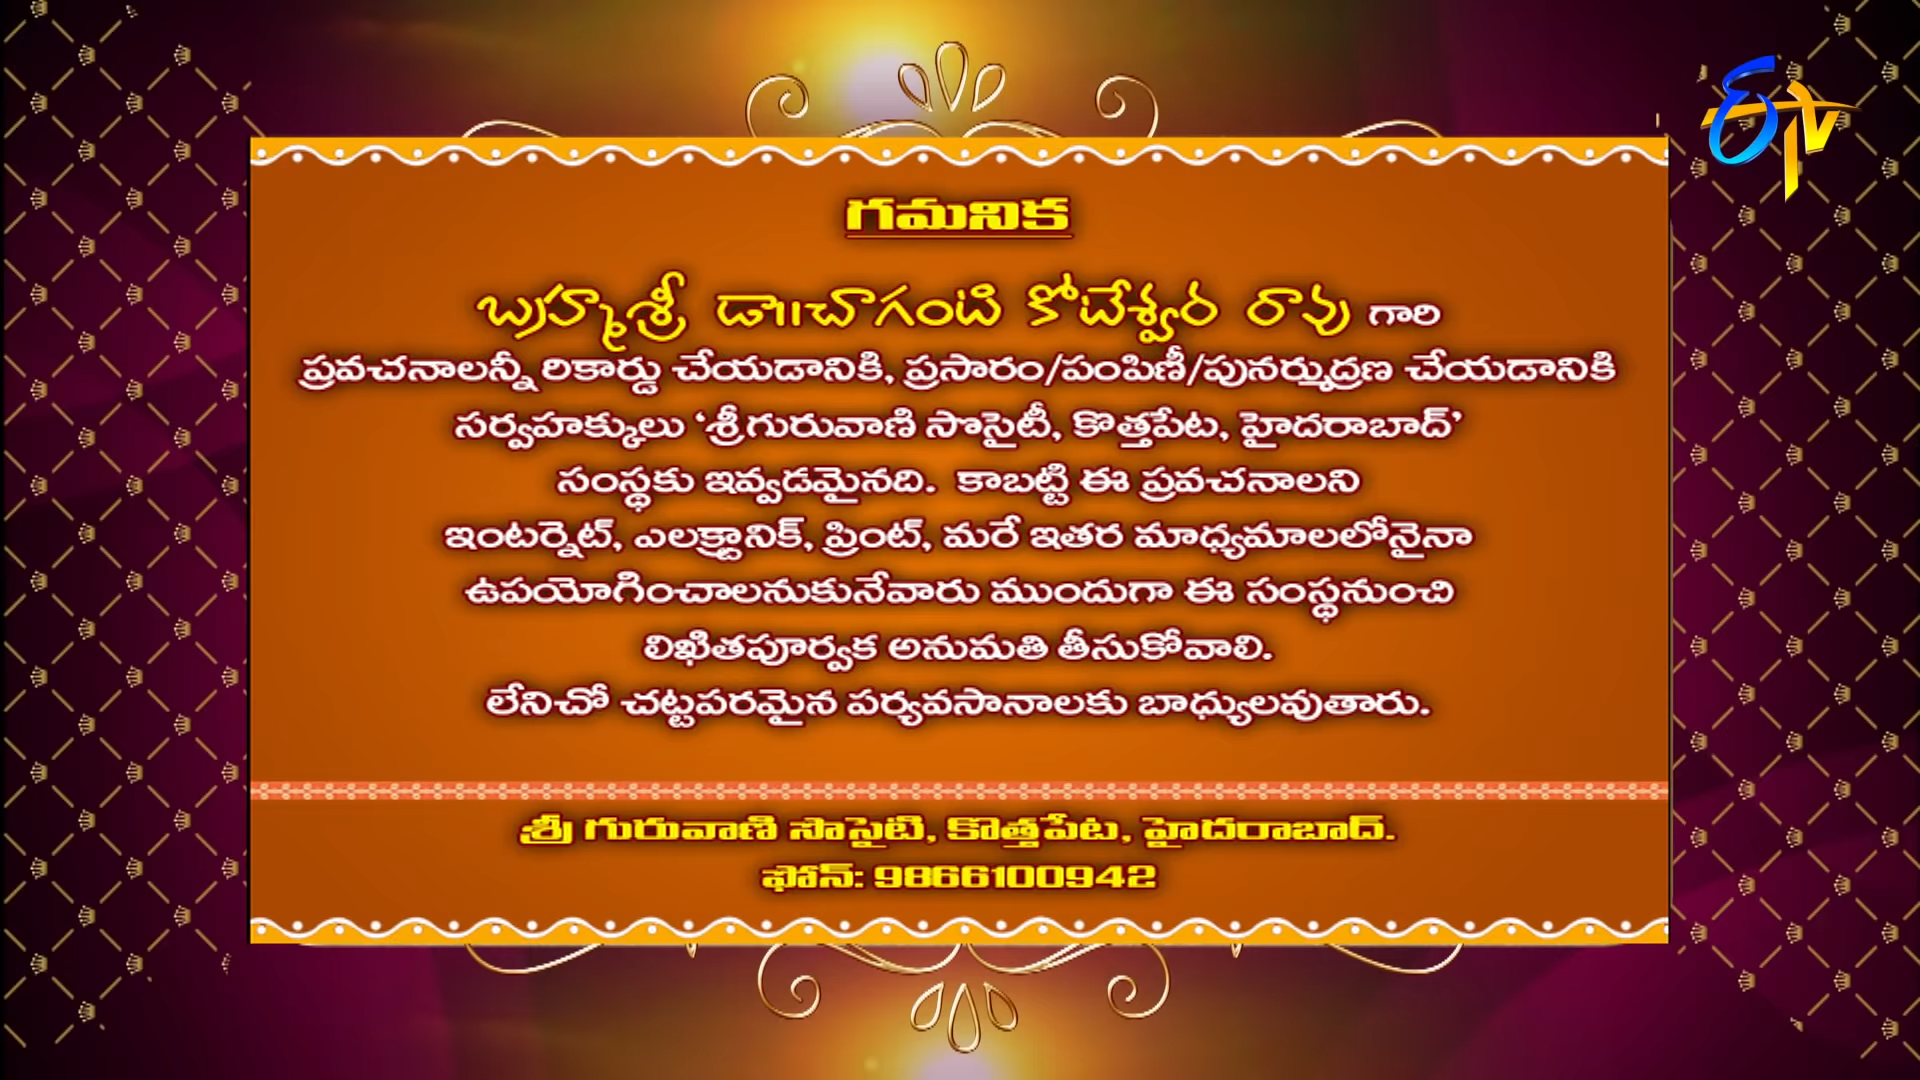 ETV
గమనిక
బ్రహ్మశ్రీ డా||చాగంటి కోటేశ్వర రావు గారి
ప్రవచనాలన్నీ రికార్డు చేయడానికి, ప్రసారం/పంపిణీ/పునర్ముద్రణ చేయడానికి
సర్వహక్కులు ‘శ్రీగురువాణి సొసైటీ, కొత్తపేట, హైదరాబాద్’
సంస్థకు ఇవ్వడమైనది. కాబట్టి ఈ ప్రవచనాలని
ఇంటర్నెట్, ఎలక్ట్రానిక్, ప్రింట్, మరే ఇతర మాధ్యమాలలోనైనా
ఉపయోగించాలనుకునేవారు ముందుగా ఈ సంస్థనుంచి
లిఖితపూర్వక అనుమతి తీసుకోవాలి.
లేనిచో చట్టపరమైన పర్యవసానాలకు బాధ్యులవుతారు.
శ్రీ గురువాణి సొసైటి, కొత్తపేట, హైదరాబాద్.
ఫోన్: 9866100942